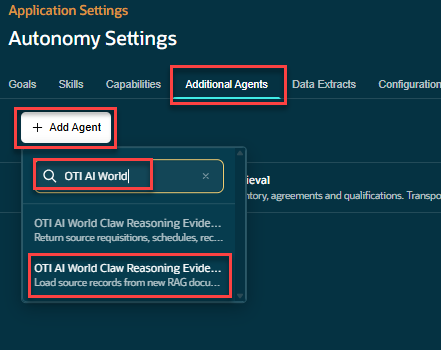 Application Settings
Autonomy Settings
Goals Skills Capabilities Additional Agents Data Extracts Configuration
+ Add Agent
OTI AI World
ieval
ntory, agreements and qualifications. Transpo
OTI AI World Claw Reasoning Evide...
Return source requisitions, schedules, rec...
OTI AI World Claw Reasoning Evide...
Load source records from new RAG docu...